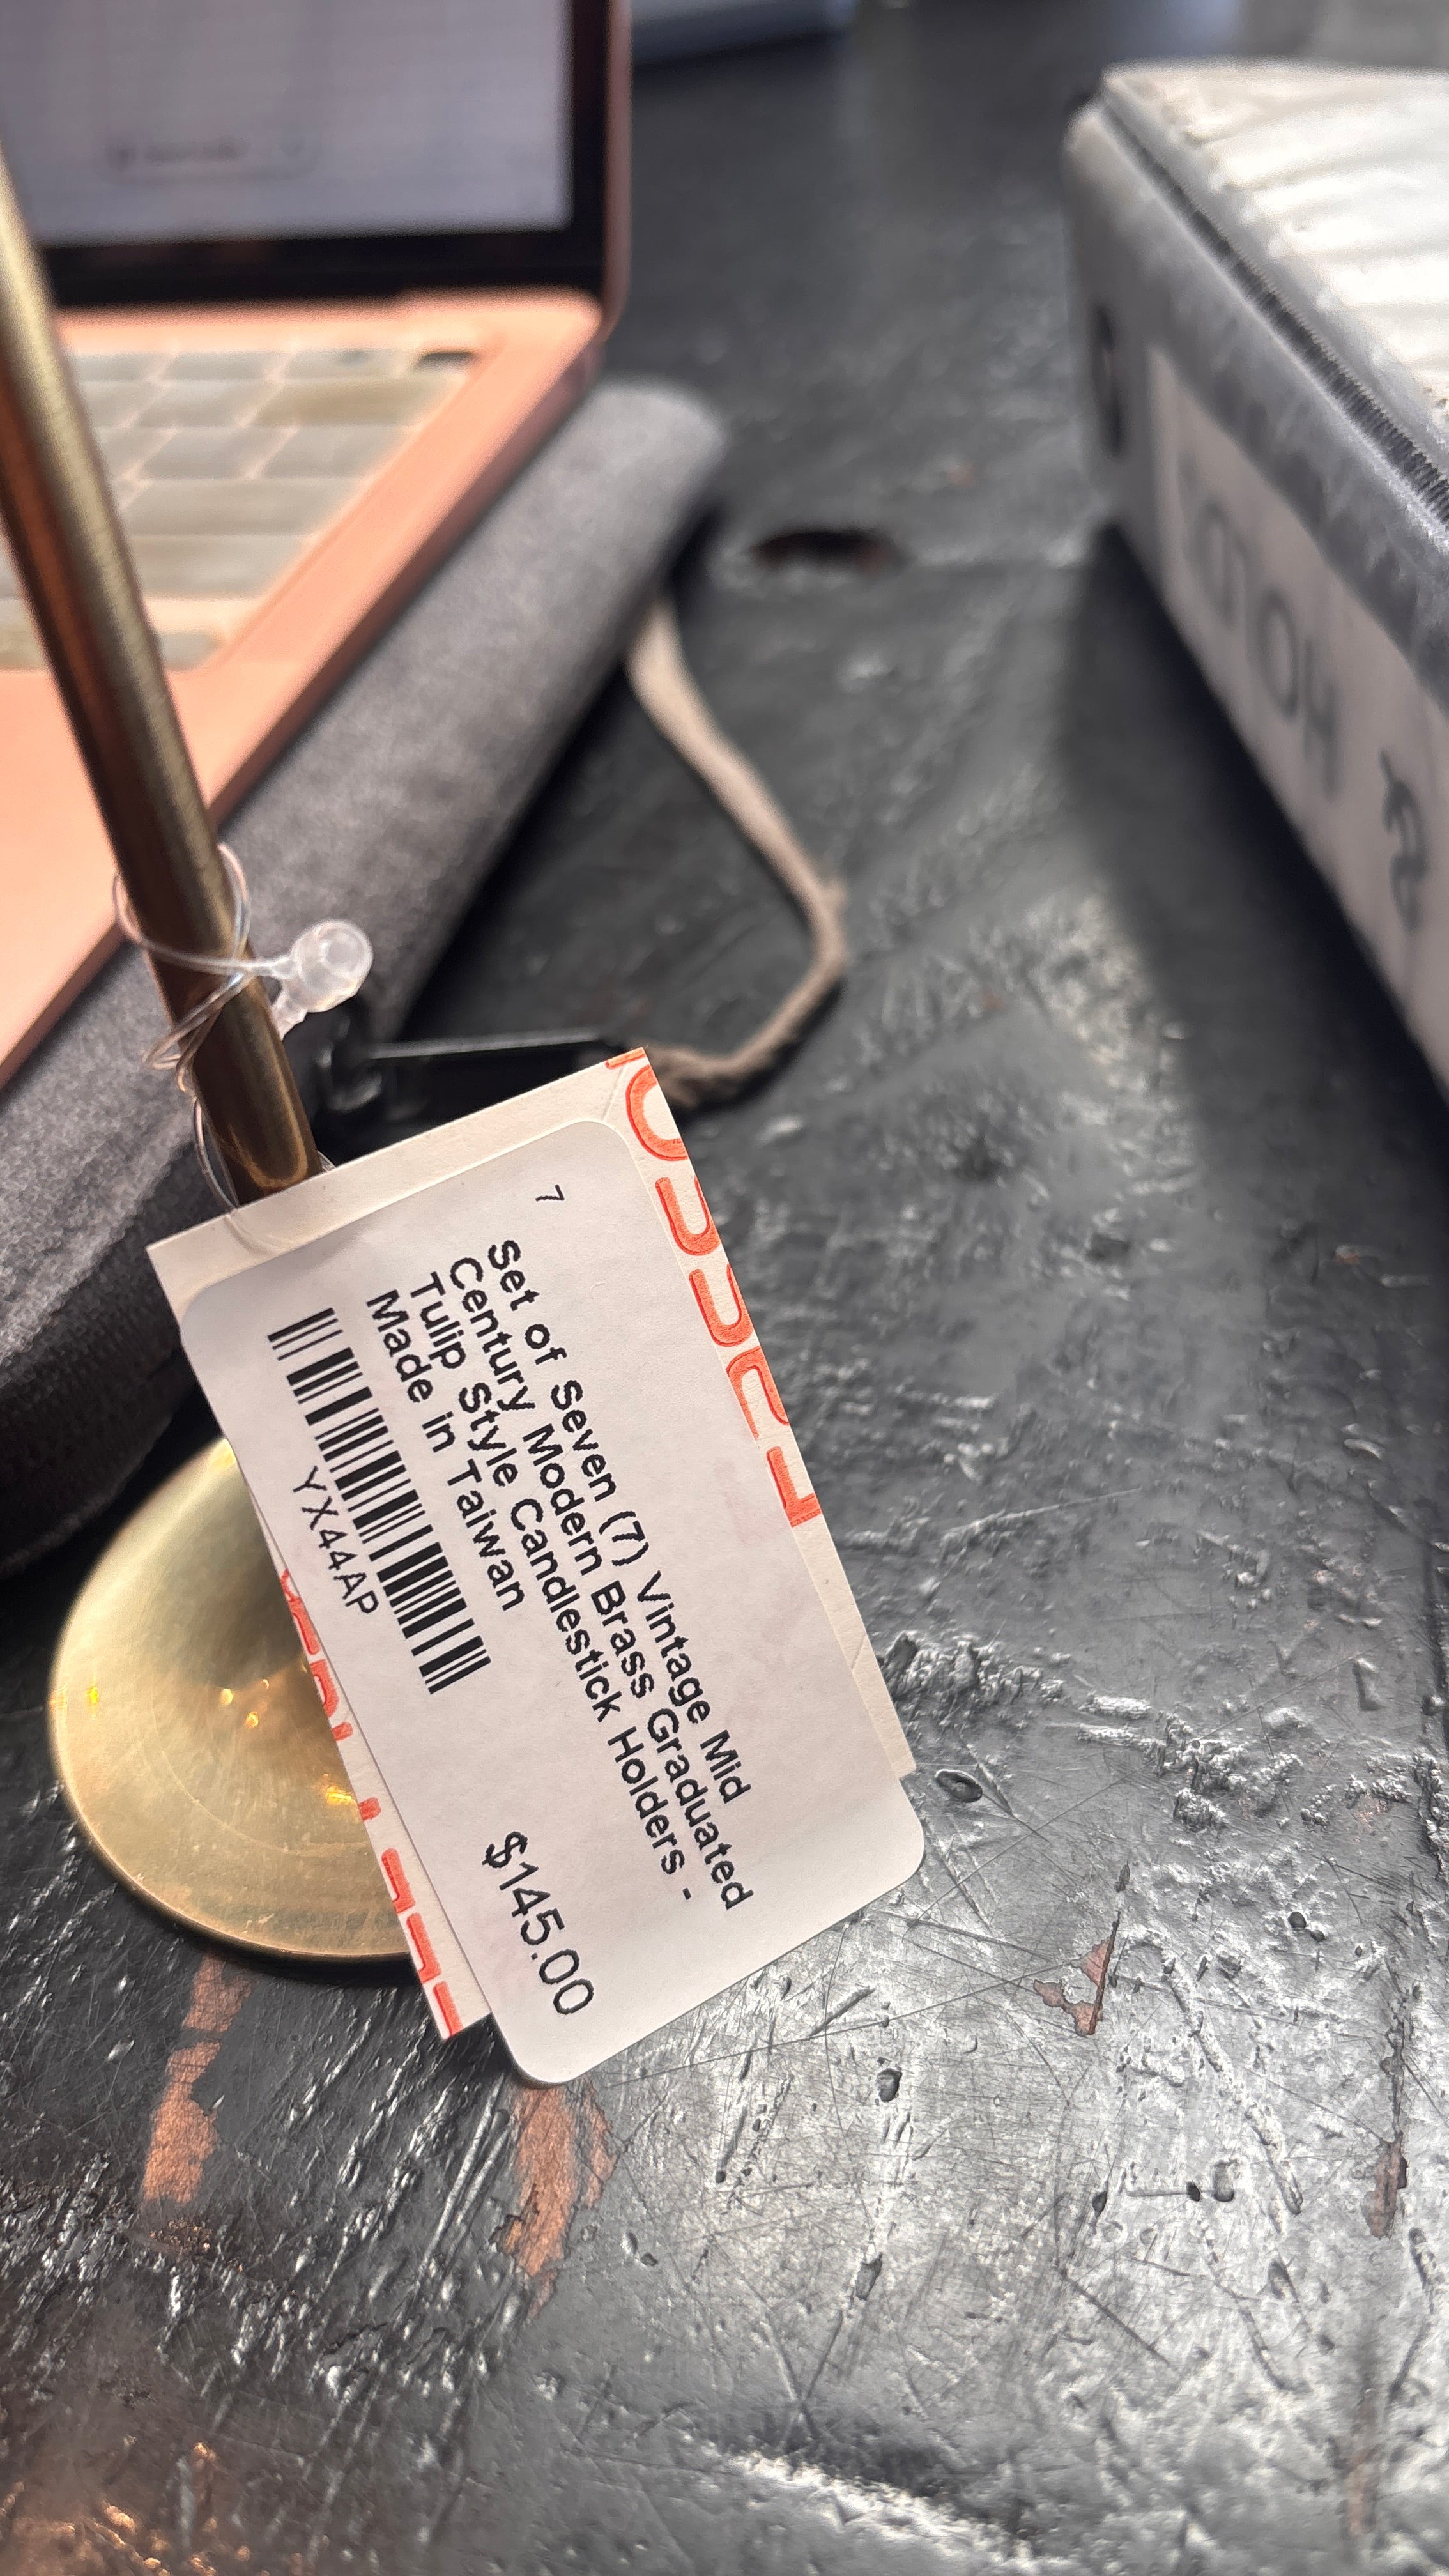 7
Set of Seven (7) Vintage Mid
Century Modern Brass Graduated
Tulip Style Candlestick Holders -
Made in Taiwan
YX44AP
$145.00